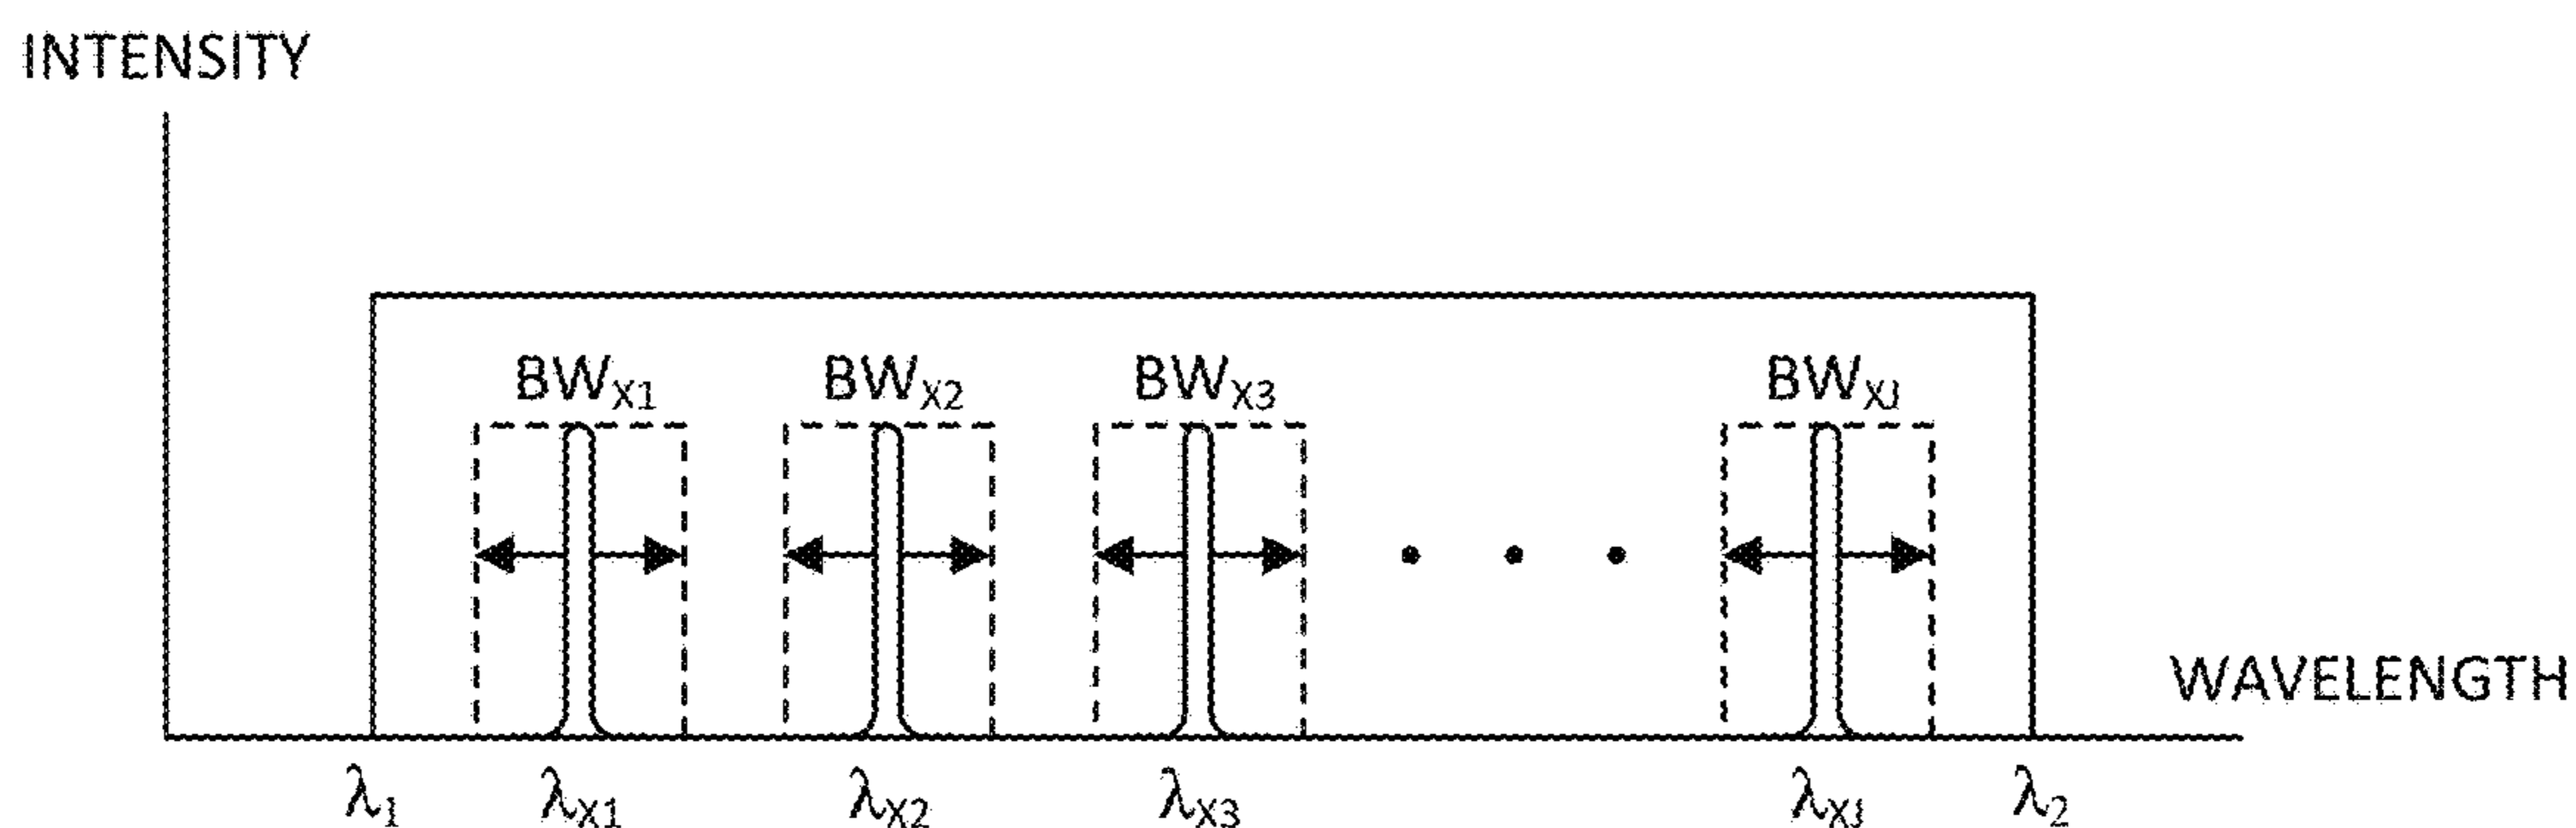 INTENSITY
BWX1 BWX2 BWX3 BWXJ
WAVELENGTH
λ1 λX1 λX2 λX3 λXJ λ2